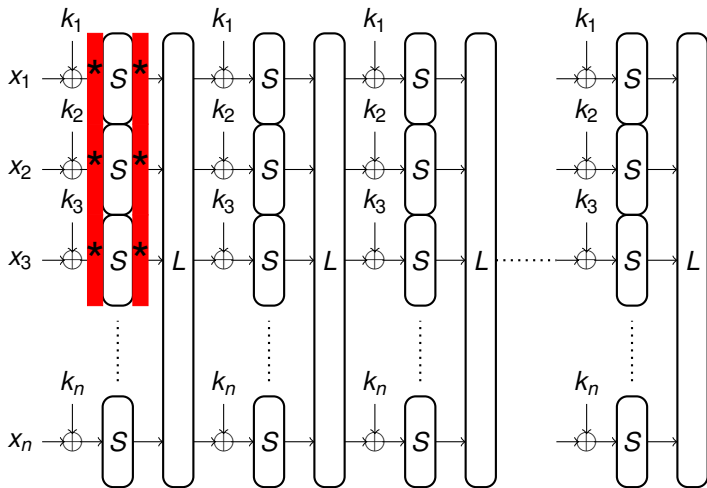 k1 k1 k1 k1
x1 * S * S S S
k2 k2 k2 k2
x2 * S * S S S
k3 k3 k3 k3
x3 * S * L S L S L S L
kn kn kn kn
xn S S S S